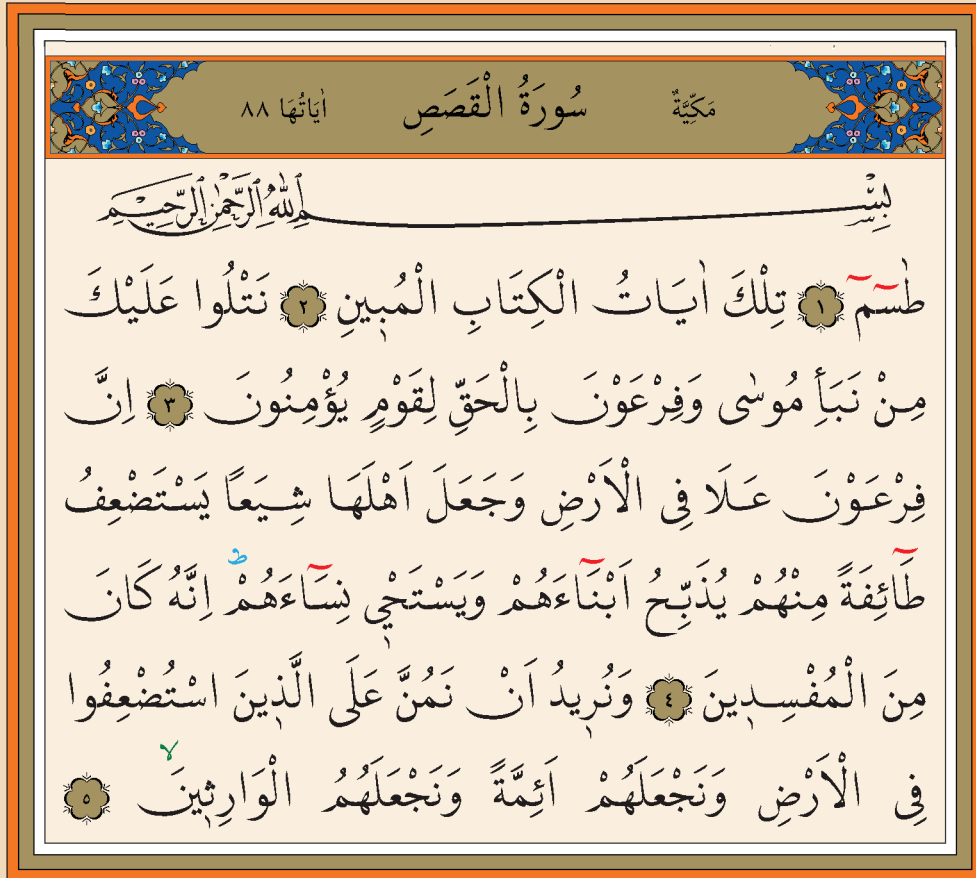 مَكِّيَّةٌ سُورَةُ الْقَصَصِ اٰيَاتُهَا ٨٨
بِسْمِ اللّٰهِ الرَّحْمٰنِ الرَّحِيمِ
طٰسٓمٓ ١ تِلْكَ اٰيَاتُ الْكِتَابِ الْمُبٖينِ ٢ نَتْلُوا عَلَيْكَ
مِنْ نَبَأِ مُوسٰى وَفِرْعَوْنَ بِالْحَقِّ لِقَوْمٍ يُؤْمِنُونَ ٣ اِنَّ
فِرْعَوْنَ عَلَا فِى الْاَرْضِ وَجَعَلَ اَهْلَهَا شِيَعًا يَسْتَضْعِفُ
طَٓائِفَةً مِنْهُمْ يُذَبِّحُ اَبْنَٓاءَهُمْ وَيَسْتَحْيٖ نِسَٓاءَهُمْؕ اِنَّهُ كَانَ
مِنَ الْمُفْسِدٖينَ ٤ وَنُرٖيدُ اَنْ نَمُنَّ عَلَى الَّذٖينَ اسْتُضْعِفُوا
فِى الْاَرْضِ وَنَجْعَلَهُمْ اَئِمَّةً وَنَجْعَلَهُمُ الْوَارِثٖينَۙ ٥